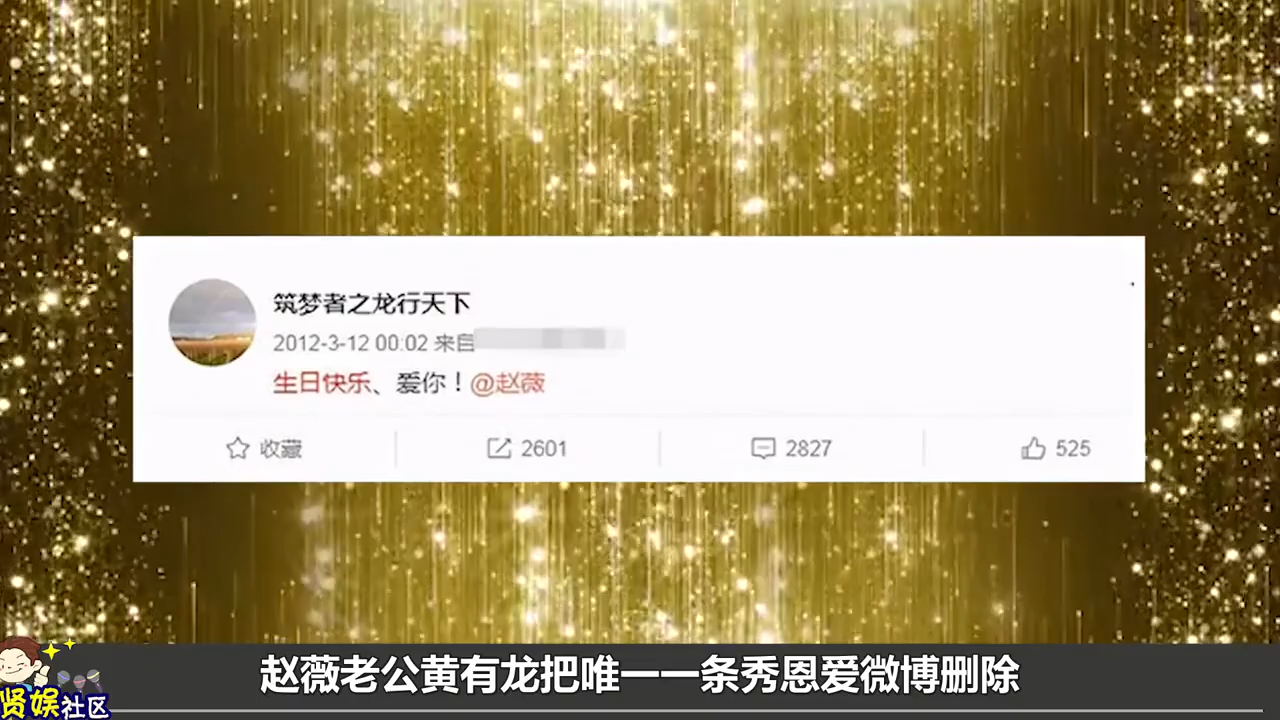 筑梦者之龙行天下
2012-3-12 00:02 来自
生日快乐、爱你！@赵薇
收藏 2601 2827 525
赵薇老公黄有龙把唯一一条秀恩爱微博删除
贤娱社区